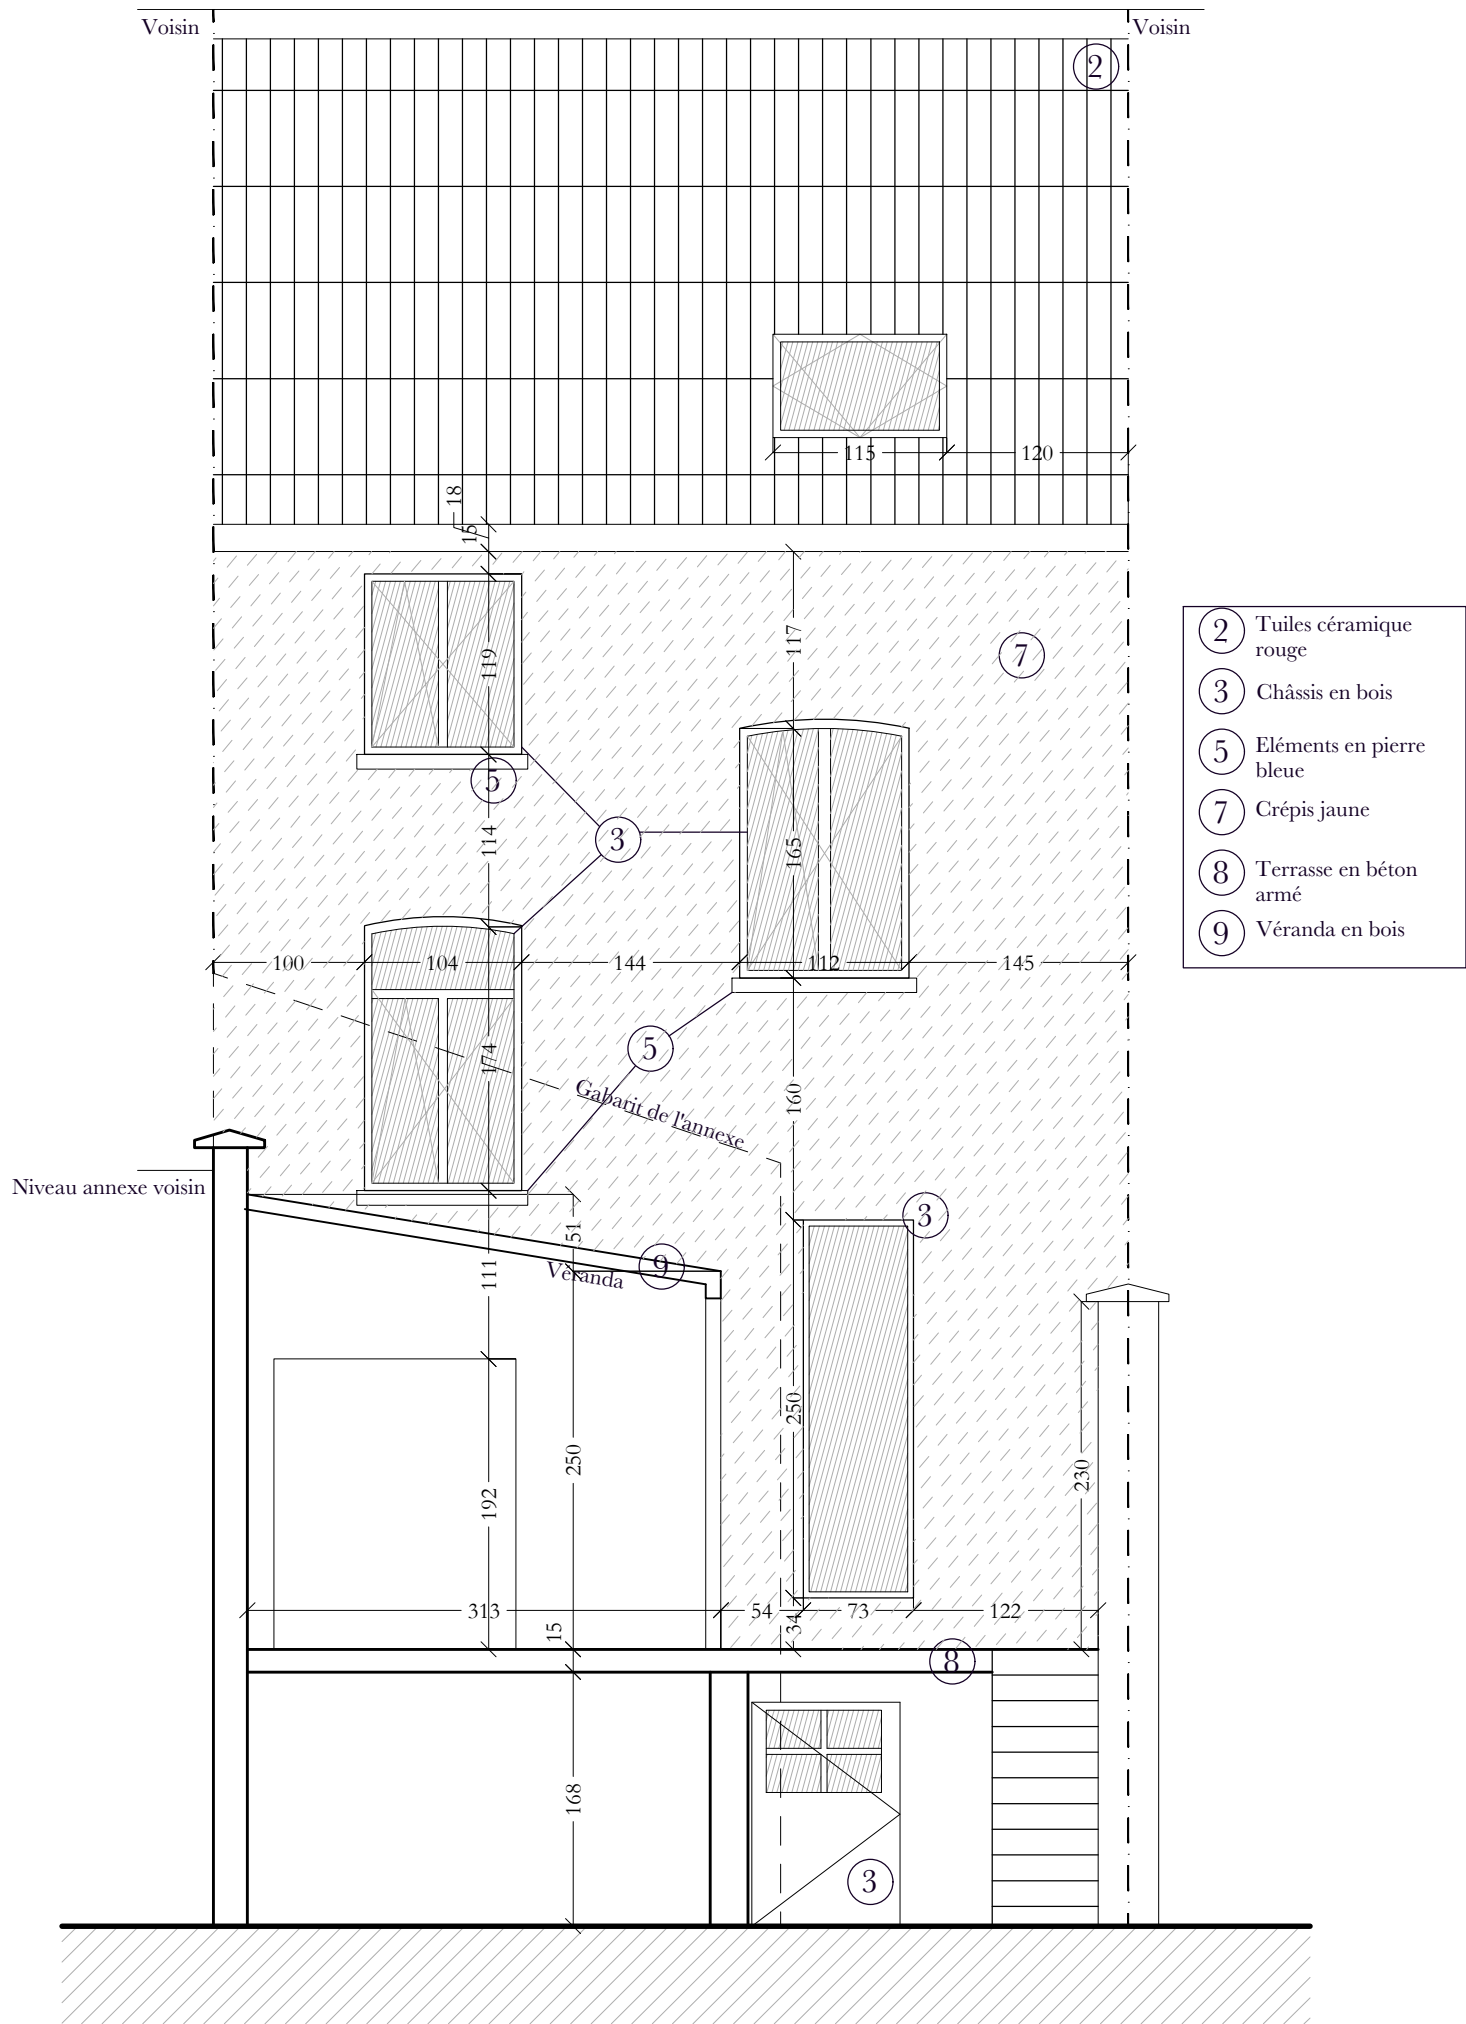 Voisin
Voisin
2
115
120
18
15
119
117
7
5
114
3
165
100
104
144
112
145
174
5
160
Gabarit de l'annexe
Niveau annexe voisin
51
3
111
9
Véranda
250
250
230
192
313
54
73
122
15
34
8
168
3
2 Tuiles céramique
rouge
3 Châssis en bois
5 Eléments en pierre
bleue
7 Crépis jaune
8 Terrasse en béton
armé
9 Véranda en bois